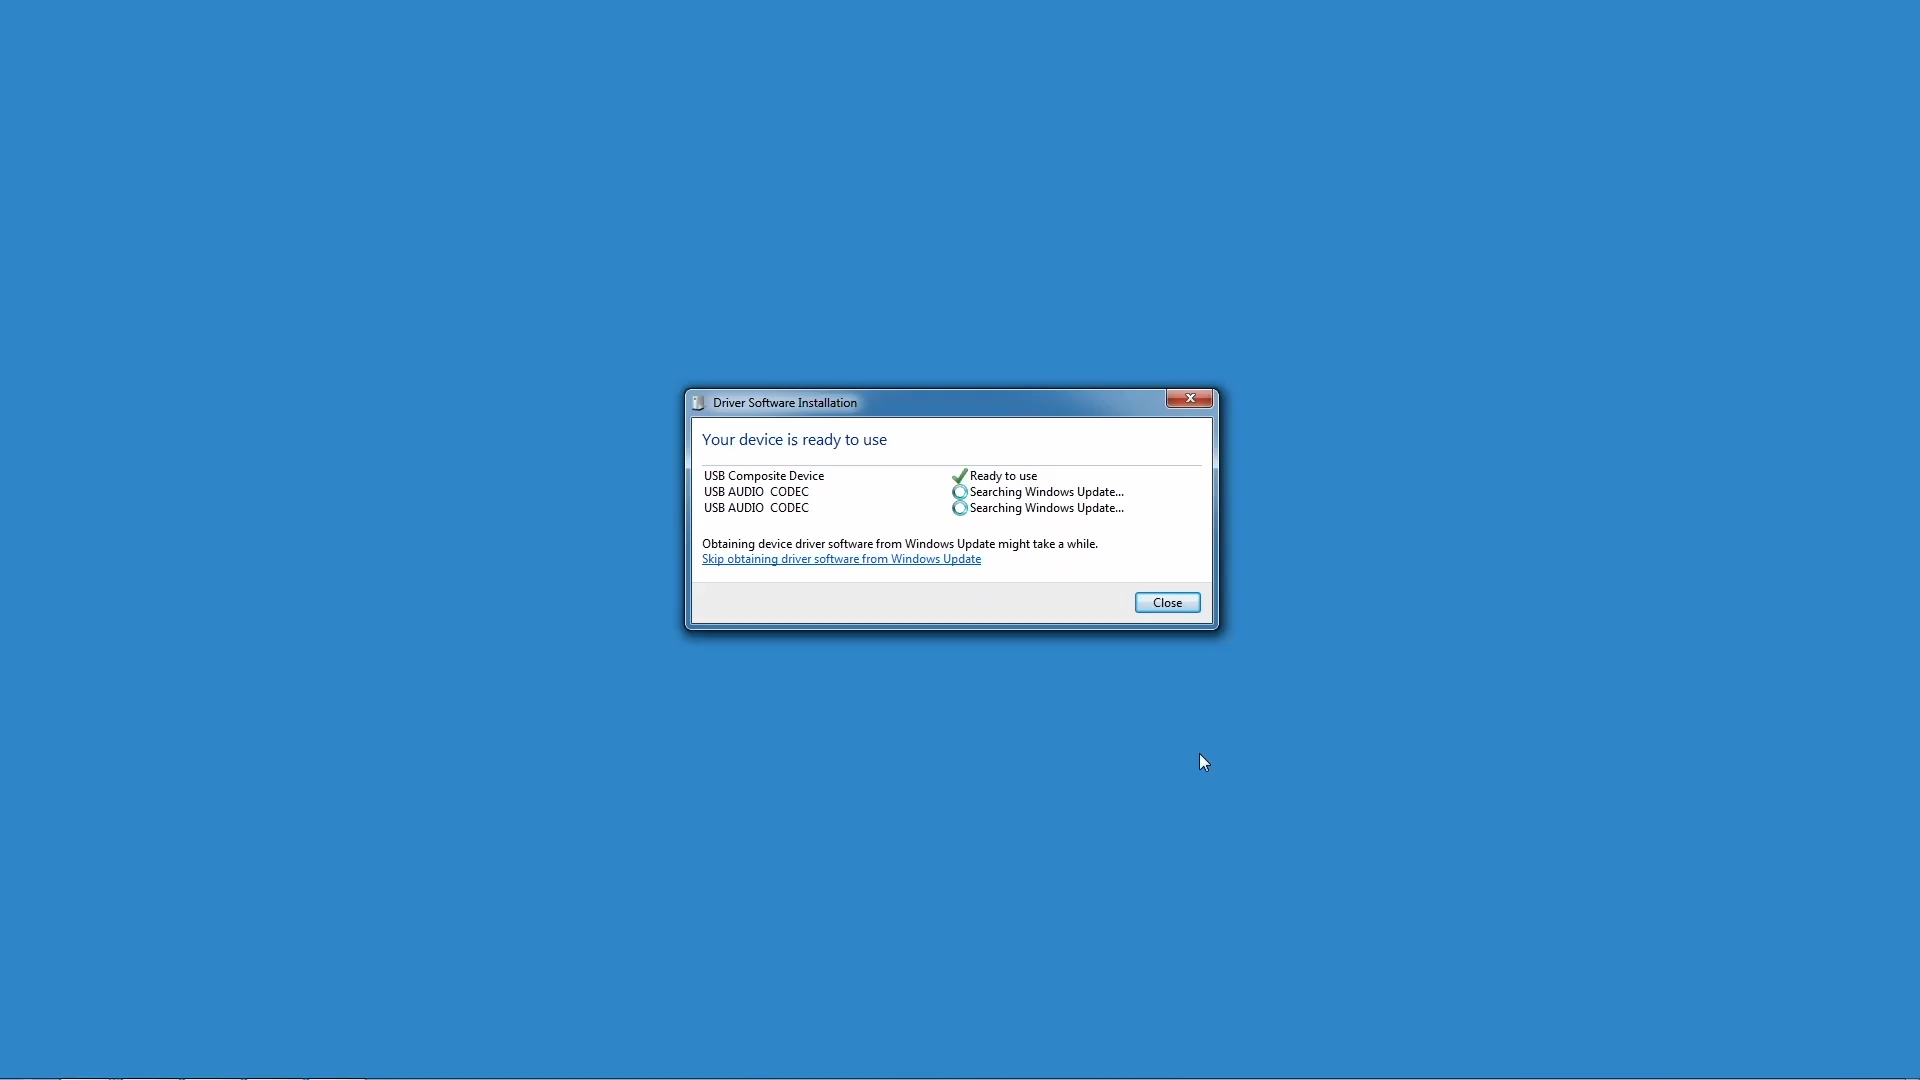 Driver Software Installation
Your device is ready to use
USB Composite Device Ready to use
USB AUDIO  CODEC Searching Windows Update...
USB AUDIO  CODEC Searching Windows Update...
Obtaining device driver software from Windows Update might take a while.
Skip obtaining driver software from Windows Update
Close